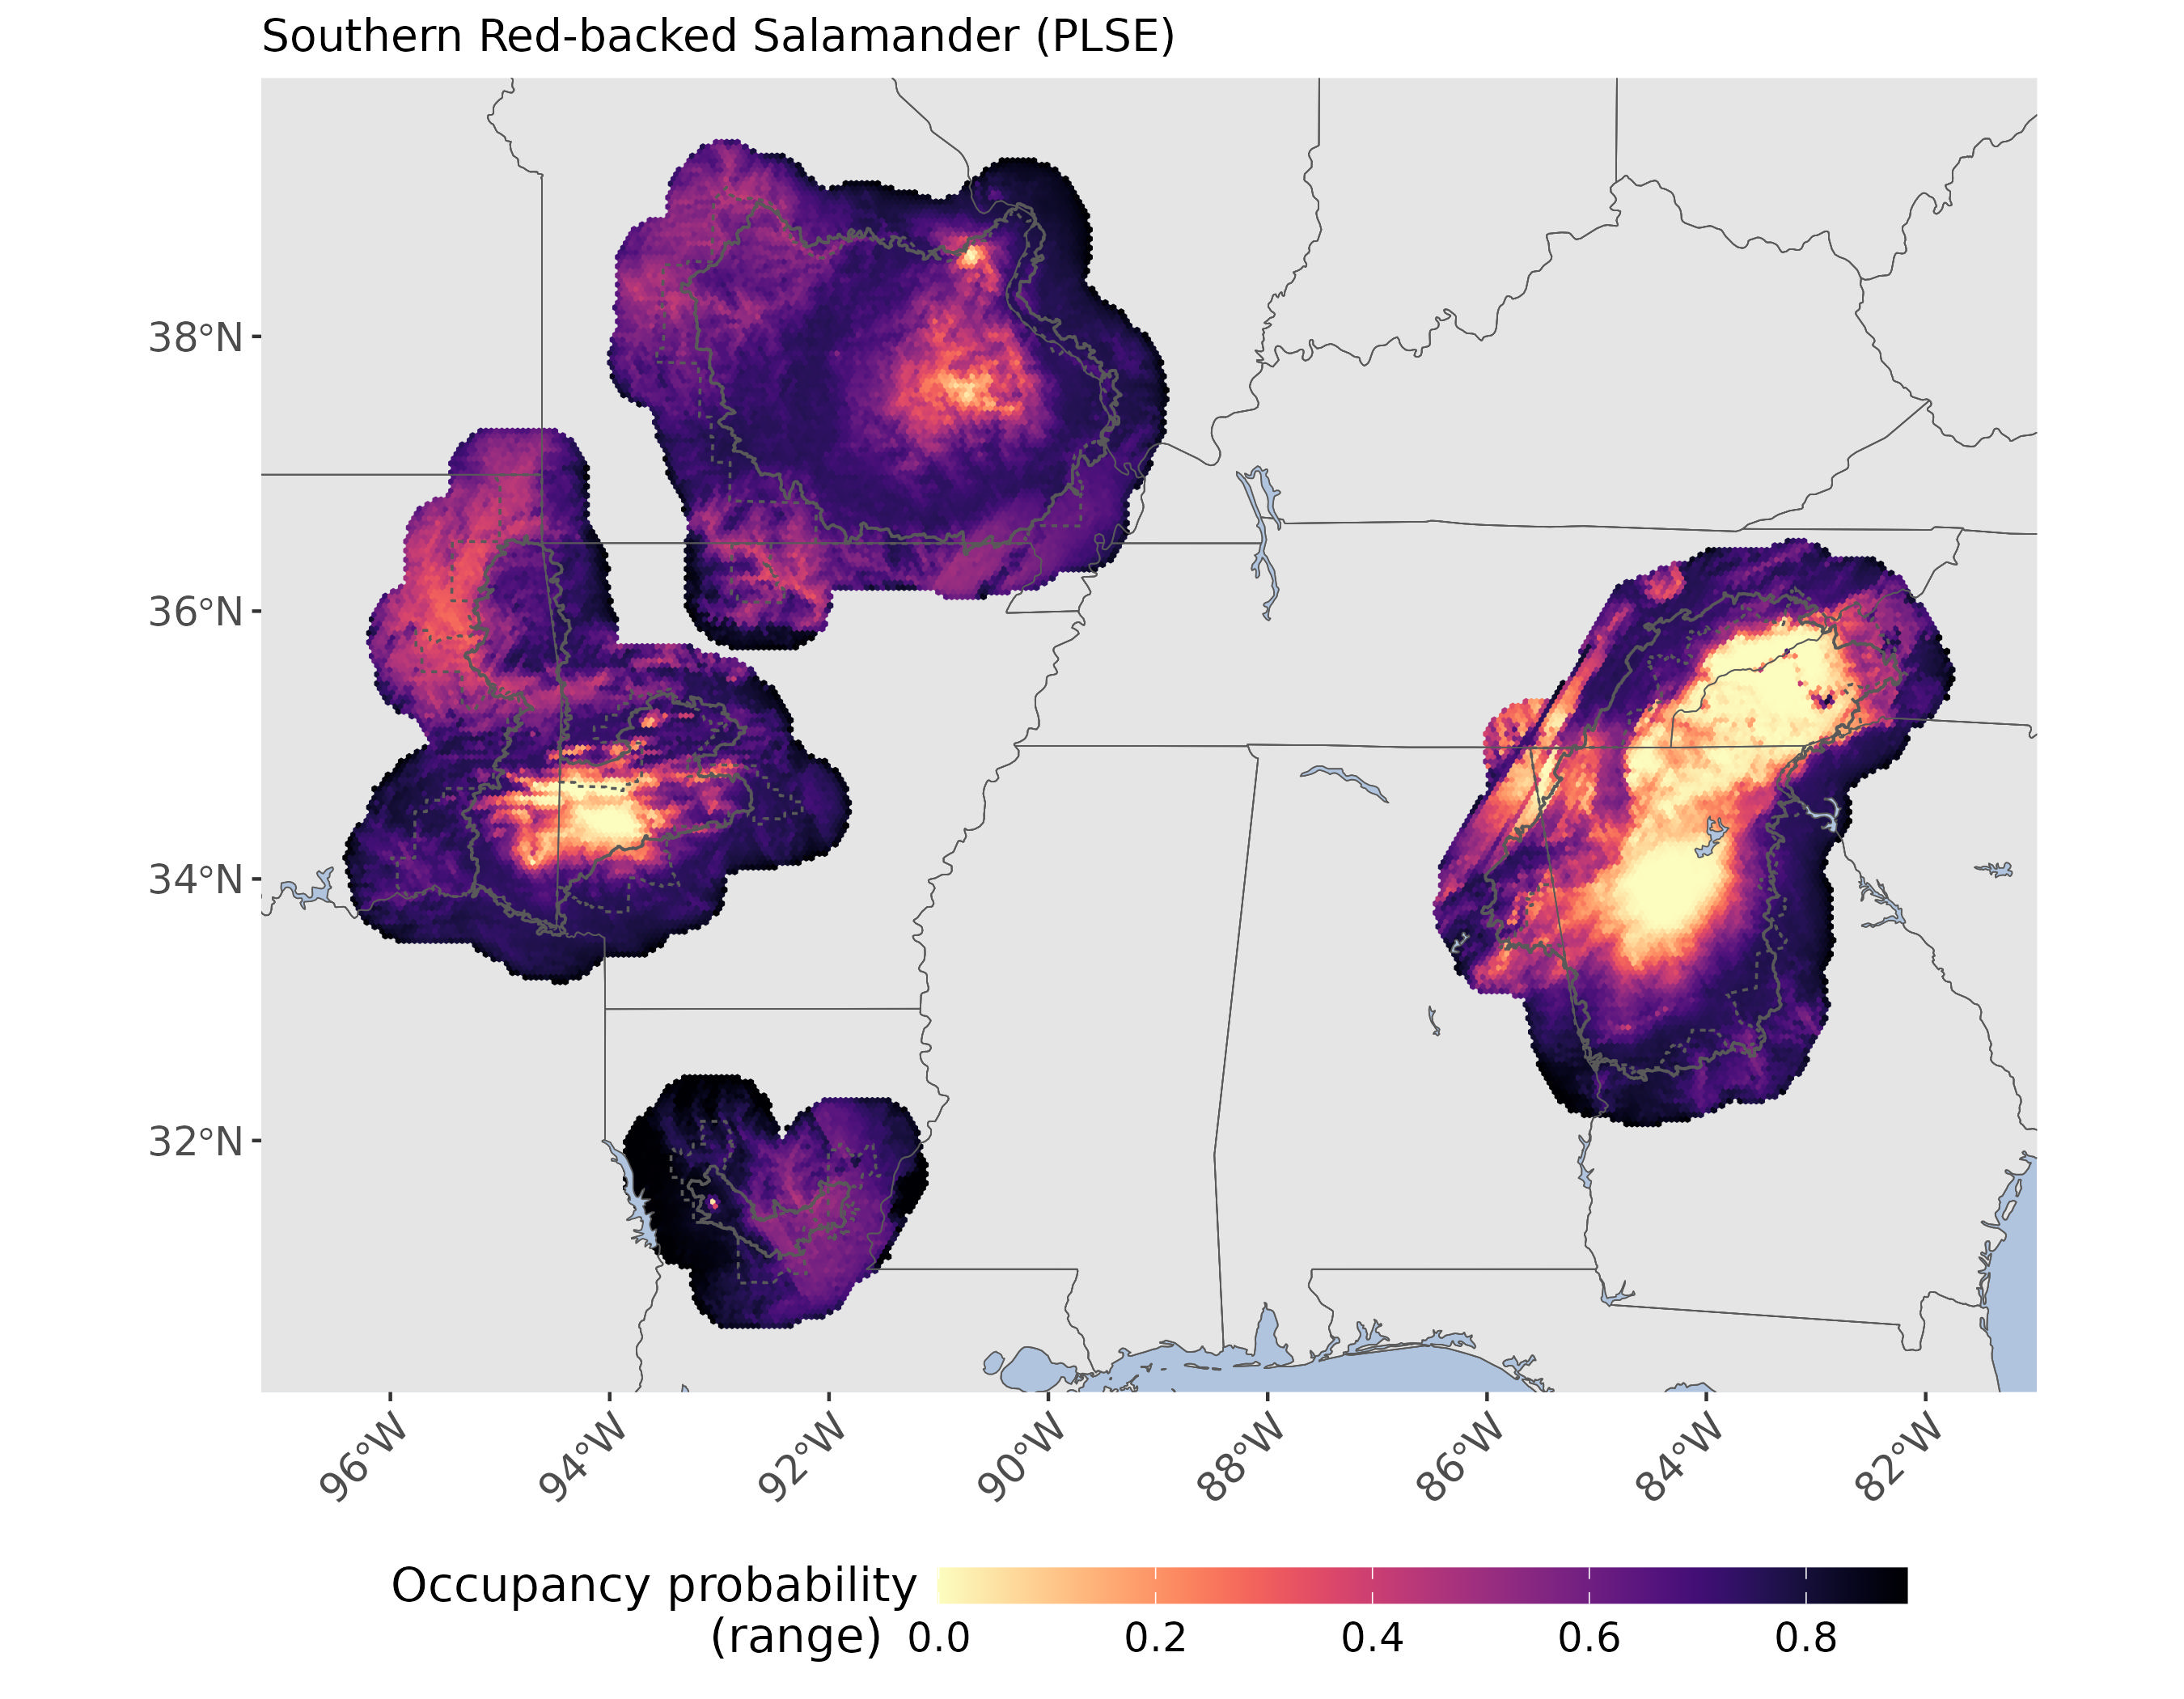 Southern Red-backed Salamander (PLSE)
38°N
36°N
34°N
32°N
96°W 94°W 92°W 90°W 88°W 86°W 84°W 82°W
Occupancy probability
(range) 0.0 0.2 0.4 0.6 0.8